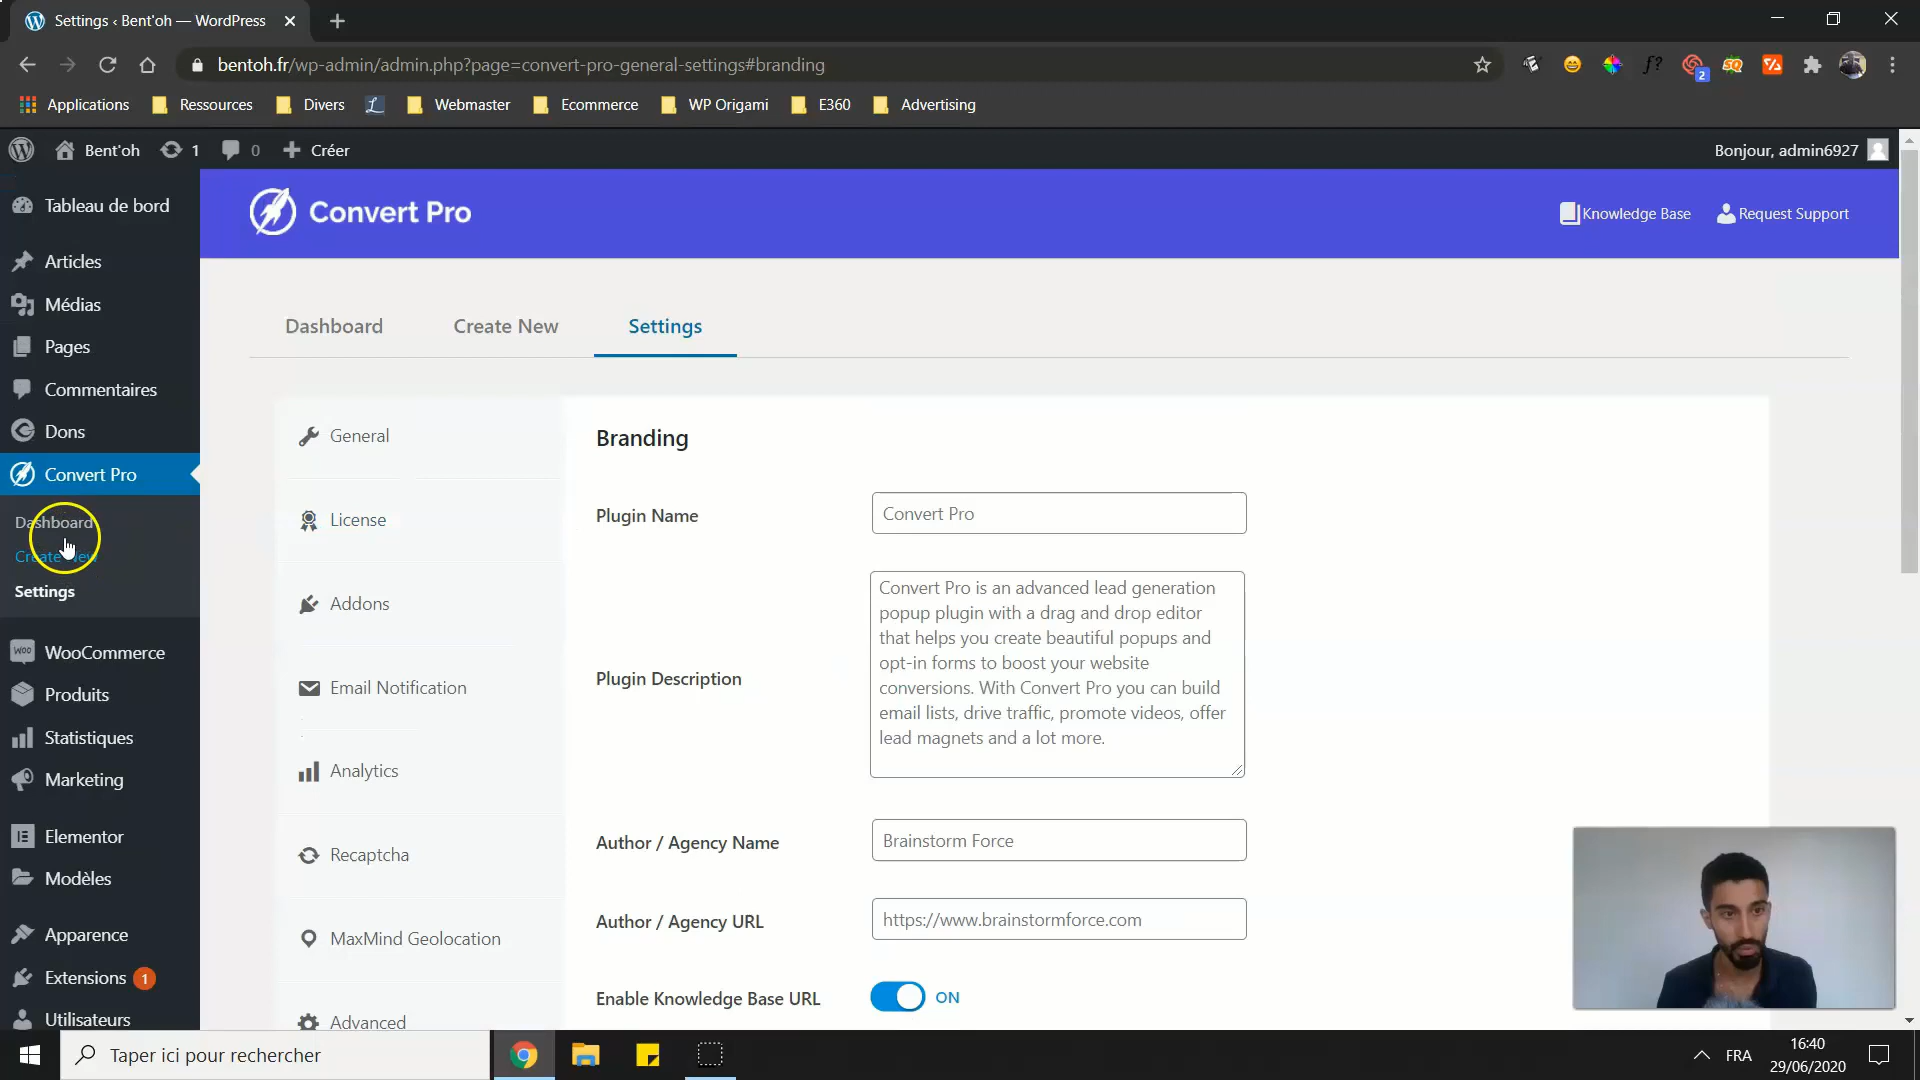 Settings ‹ Bent'oh — WordPress
bentoh.fr/wp-admin/admin.php?page=convert-pro-general-settings#branding
f?
2
SQ
Applications
Ressources
Divers
L
Webmaster
Ecommerce
WP Origami
E360
Advertising
Bent'oh
1
0
Créer
Bonjour, admin6927
Tableau de bord
Articles
Médias
Pages
Commentaires
Dons
Convert Pro
Dashboard
Create New
Settings
WOO
WooCommerce
Produits
Statistiques
Marketing
Elementor
Modèles
Apparence
Extensions 1
Utilisateurs
Convert Pro
Knowledge Base
Request Support
Dashboard
Create New
Settings
General
License
Addons
Email Notification
Analytics
Recaptcha
MaxMind Geolocation
Advanced
Branding
Plugin Name
Convert Pro
Plugin Description
Convert Pro is an advanced lead generation
popup plugin with a drag and drop editor
that helps you create beautiful popups and
opt-in forms to boost your website
conversions. With Convert Pro you can build
email lists, drive traffic, promote videos, offer
lead magnets and a lot more.
Author / Agency Name
Brainstorm Force
Author / Agency URL
https://www.brainstormforce.com
Enable Knowledge Base URL
ON
Taper ici pour rechercher
FRA
16:40
29/06/2020